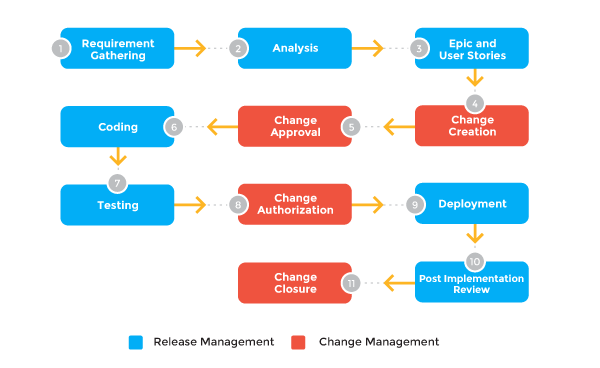 1
Requirement
Gathering
2
Analysis
3
Epic and
User Stories
4
Change
Creation
5
Change
Approval
6
Coding
7
Testing
8
Change
Authorization
9
Deployment
10
Post Implementation
Review
11
Change
Closure
Release Management
Change Management